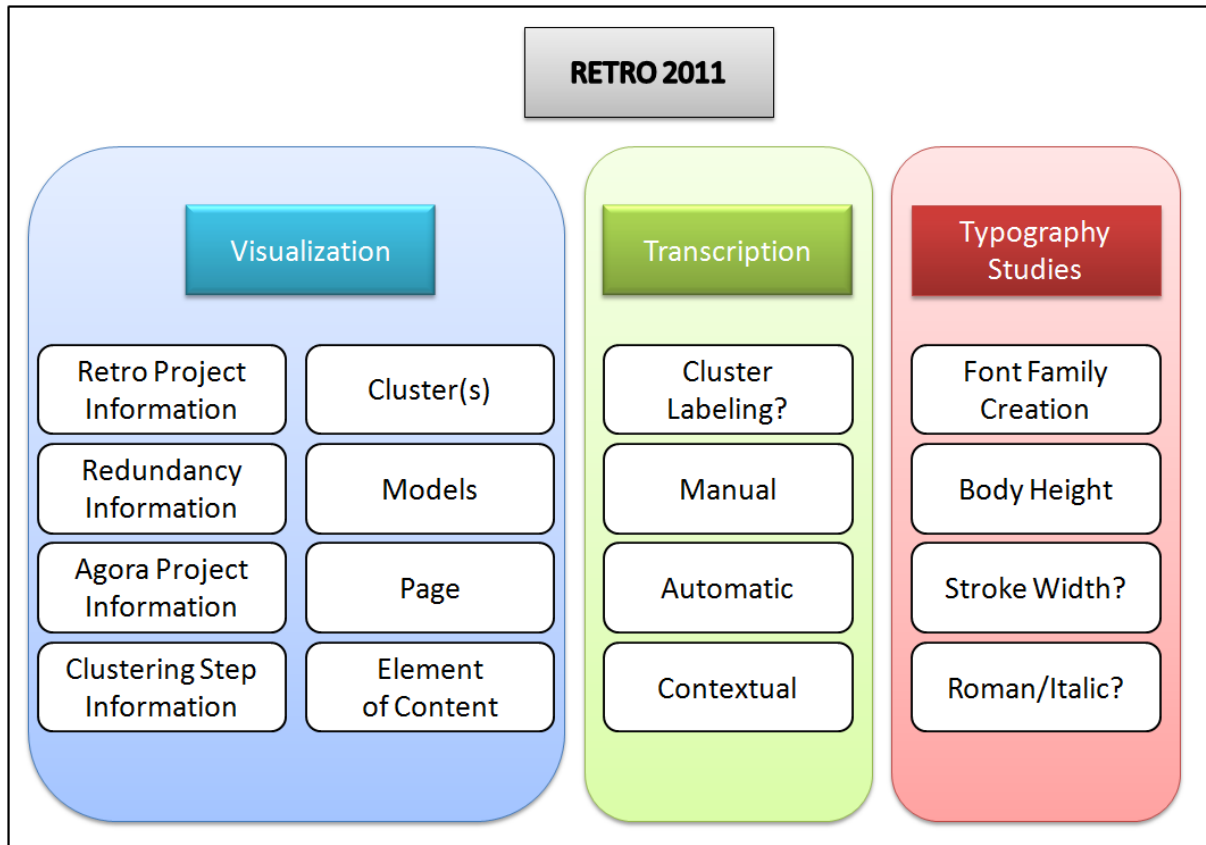 RETRO 2011
Visualization
Retro Project
Information
Cluster(s)
Redundancy
Information
Models
Agora Project
Information
Page
Clustering Step
Information
Element
of Content
Transcription
Cluster
Labeling?
Manual
Automatic
Contextual
Typography
Studies
Font Family
Creation
Body Height
Stroke Width?
Roman/Italic?